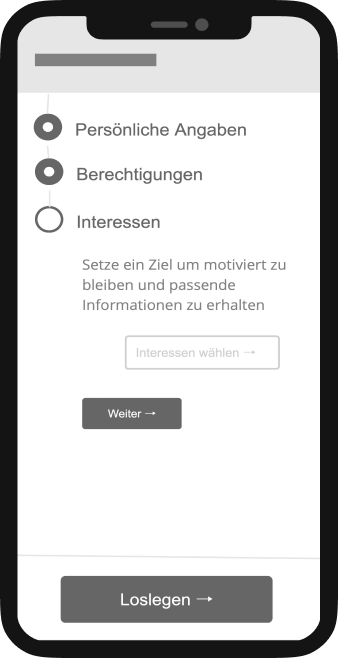 Persönliche Angaben
Berechtigungen
Interessen
Setze ein Ziel um motiviert zu
bleiben und passende
Informationen zu erhalten
Interessen wählen →
Weiter →
Loslegen →